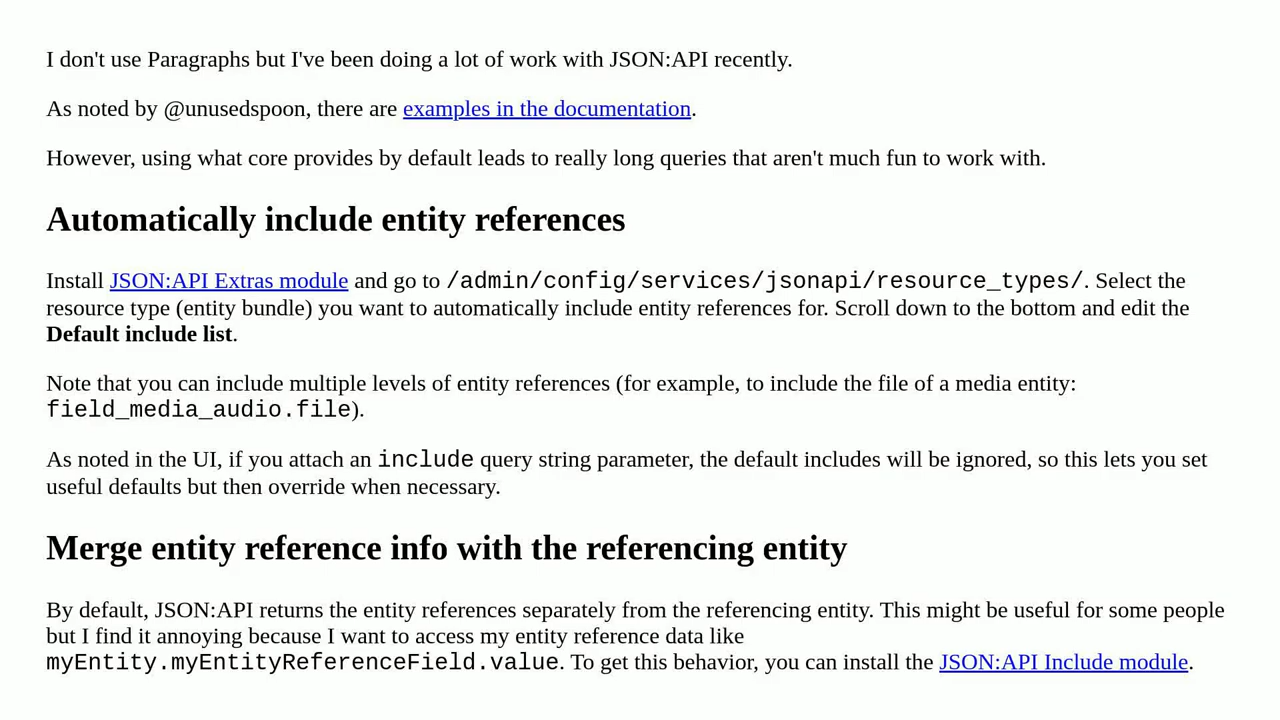 I don't use Paragraphs but I've been doing a lot of work with JSON:API recently.
As noted by @unusedspoon, there are examples in the documentation.
However, using what core provides by default leads to really long queries that aren't much fun to work with.
Automatically include entity references
Install JSON:API Extras module and go to /admin/config/services/jsonapi/resource_types/. Select the
resource type (entity bundle) you want to automatically include entity references for. Scroll down to the bottom and edit the
Default include list.
Note that you can include multiple levels of entity references (for example, to include the file of a media entity:
field_media_audio.file).
As noted in the UI, if you attach an include query string parameter, the default includes will be ignored, so this lets you set
useful defaults but then override when necessary.
Merge entity reference info with the referencing entity
By default, JSON:API returns the entity references separately from the referencing entity. This might be useful for some people
but I find it annoying because I want to access my entity reference data like
myEntity.myEntityReferenceField.value. To get this behavior, you can install the JSON:API Include module.